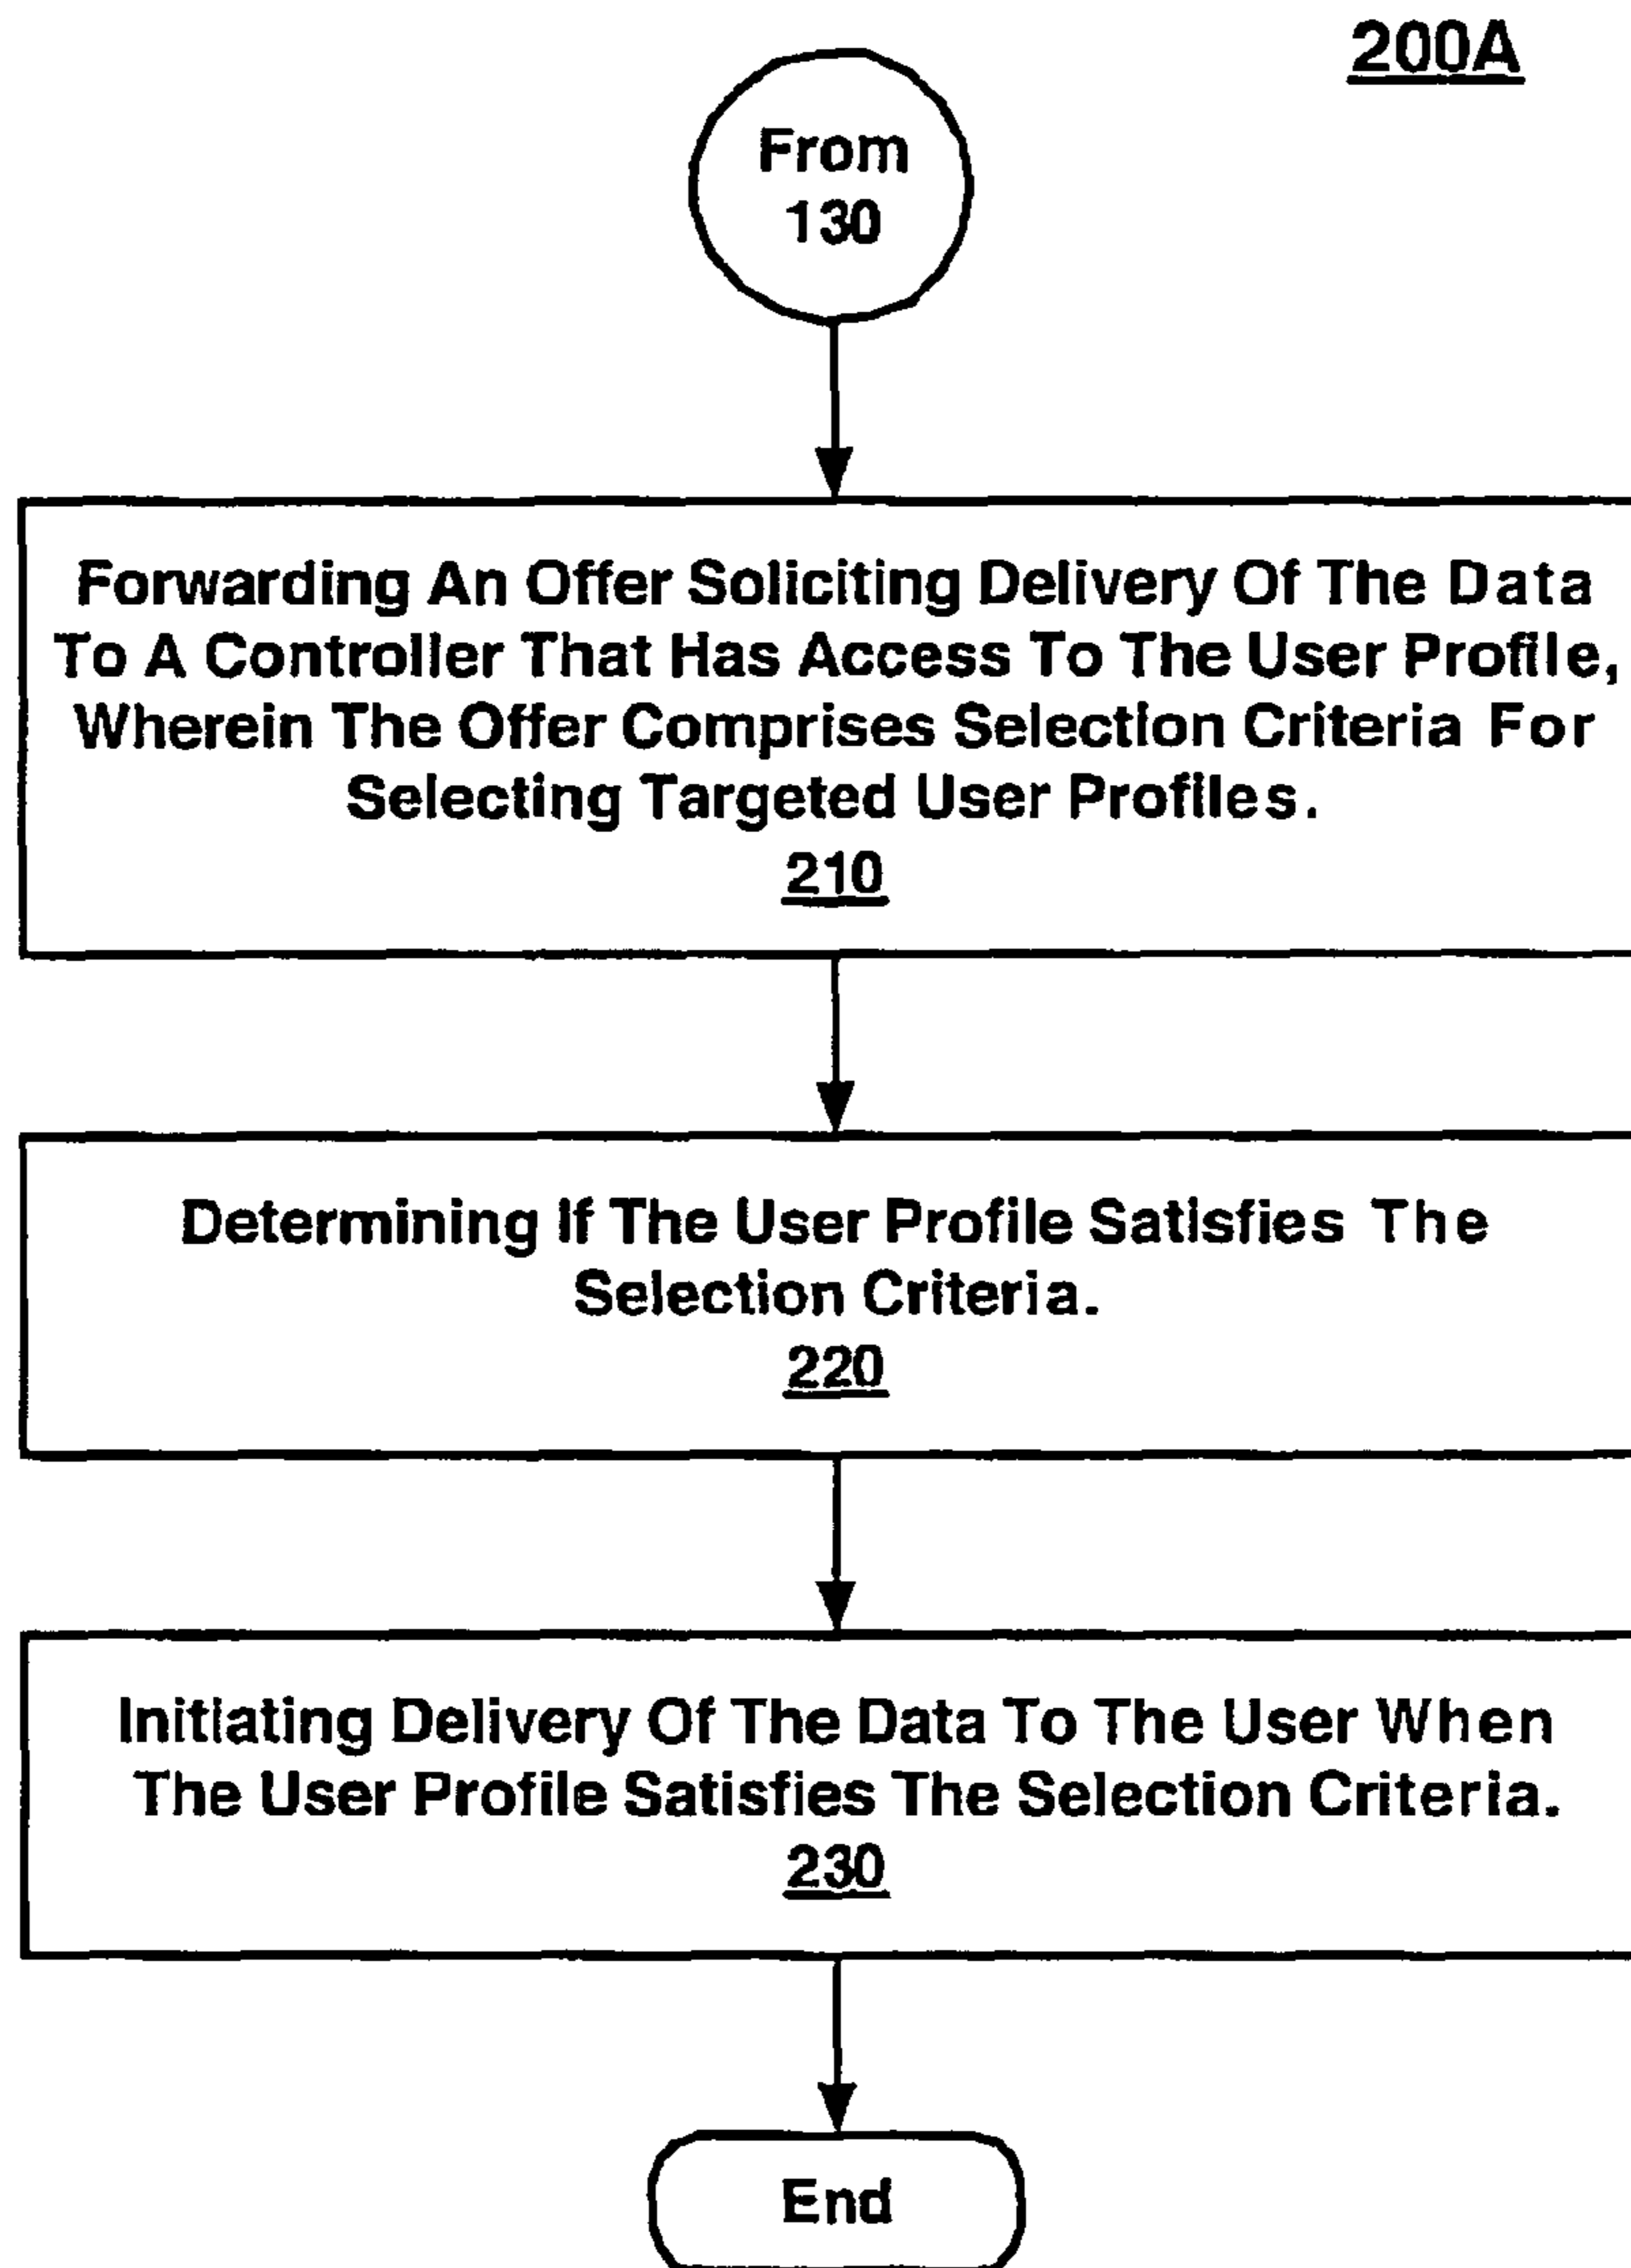 200A
From
130
Forwarding An Offer Soliciting Delivery Of The Data
To A Controller That Has Access To The User Profile,
Wherein The Offer Comprises Selection Criteria For
Selecting Targeted User Profiles.
210
Determining If The User Profile Satisfies The
Selection Criteria.
220
Initiating Delivery Of The Data To The User When
The User Profile Satisfies The Selection Criteria.
230
End